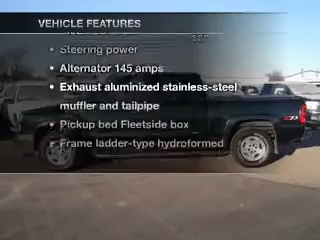 VEHICLE FEATURES
• Steering power
• Alternator 145 amps
• Exhaust aluminized stainless-steel
muffler and tailpipe
• Pickup bed Fleetside box
• Frame ladder-type hydroformed
Z71